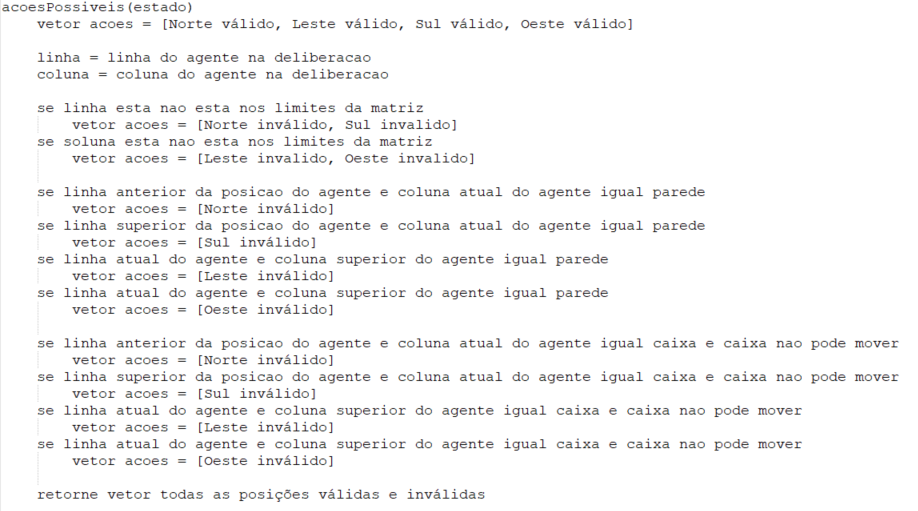 acoesPossiveis(estado)
vetor acoes = [Norte válido, Leste válido, Sul válido, Oeste válido]
linha = linha do agente na deliberacao
coluna = coluna do agente na deliberacao
se linha esta nao esta nos limites da matriz
vetor acoes = [Norte inválido, Sul invalido]
se soluna esta nao esta nos limites da matriz
vetor acoes = [Leste invalido, Oeste invalido]
se linha anterior da posicao do agente e coluna atual do agente igual parede
vetor acoes = [Norte inválido]
se linha superior da posicao do agente e coluna atual do agente igual parede
vetor acoes = [Sul inválido]
se linha atual do agente e coluna superior do agente igual parede
vetor acoes = [Leste inválido]
se linha atual do agente e coluna superior do agente igual parede
vetor acoes = [Oeste inválido]
se linha anterior da posicao do agente e coluna atual do agente igual caixa e caixa nao pode mover
vetor acoes = [Norte inválido]
se linha superior da posicao do agente e coluna atual do agente igual caixa e caixa nao pode mover
vetor acoes = [Sul inválido]
se linha atual do agente e coluna superior do agente igual caixa e caixa nao pode mover
vetor acoes = [Leste inválido]
se linha atual do agente e coluna superior do agente igual caixa e caixa nao pode mover
vetor acoes = [Oeste inválido]
retorne vetor todas as posições válidas e inválidas